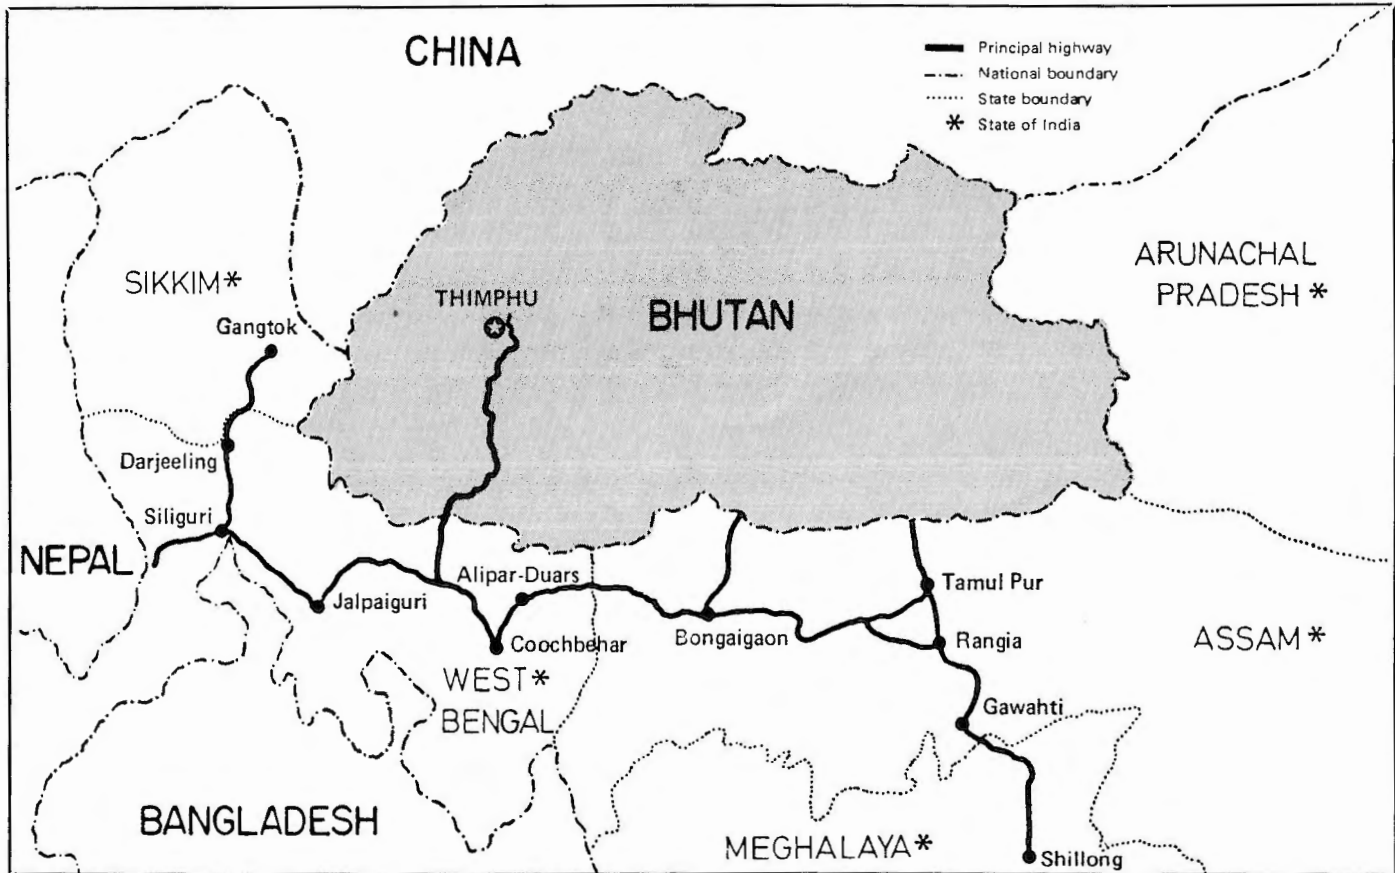 CHINA
Principal highway
National boundary
State boundary
* State of India
SIKKIM*
Gangtok
THIMPHU
BHUTAN
ARUNACHAL
PRADESH*
Darjeeling
Siliguri
NEPAL
Jalpaiguri
Alipar-Duars
Coochbehar
Bongaigaon
Tamul Pur
Rangia
ASSAM*
WEST*
BENGAL
Gawahti
BANGLADESH
MEGHALAYA*
Shillong